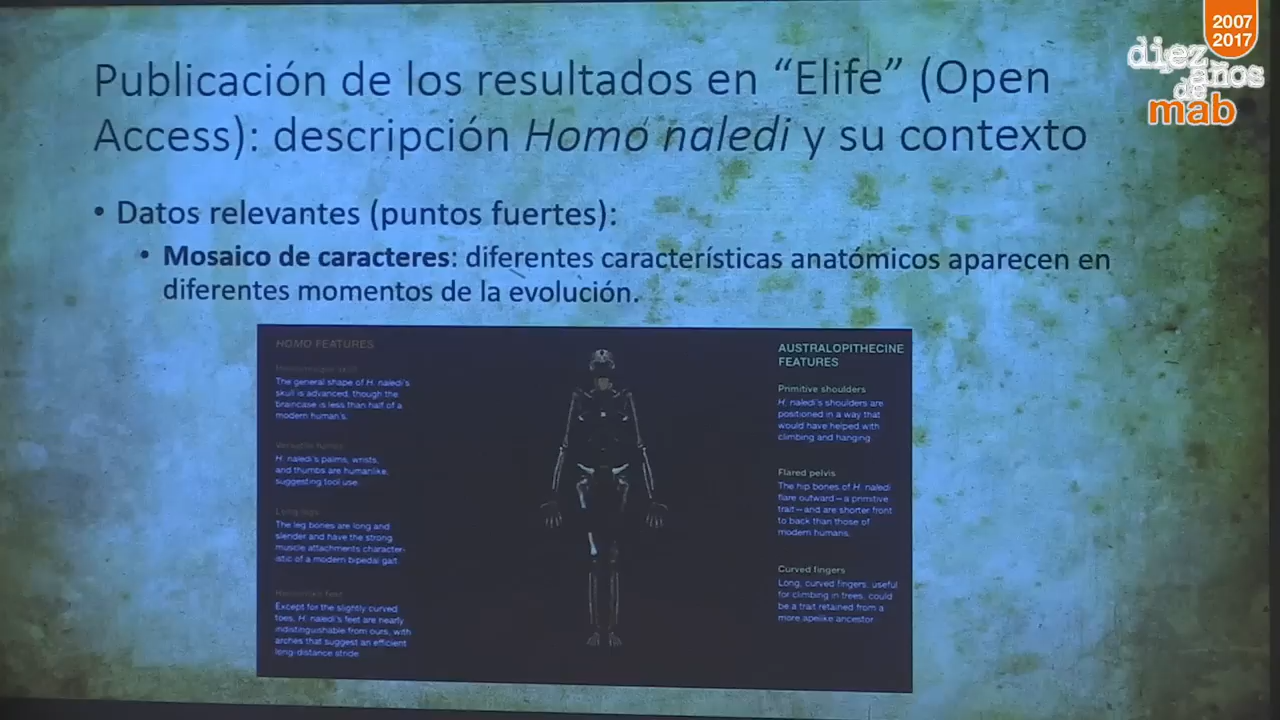 2007
2017
diez
años
de
mab
Publicación de los resultados en “Elife” (Open
Access): descripción Homo naledi y su contexto
• Datos relevantes (puntos fuertes):
• Mosaico de caracteres: diferentes características anatómicos aparecen en
diferentes momentos de la evolución.
HOMO FEATURES
The general shape of H. naledi's
skull is advanced, though the
braincase is less than half of a
modern human's.
H. naledi's palms, wrists,
and thumbs are humanlike,
suggesting tool use.
Long legs
The leg bones are long and
slender and have the strong
muscle attachments character-
istic of a modern bipedal gait.
Except for the slightly curved
toes, H. naledi's feet are nearly
indistinguishable from ours, with
arches that suggest an efficient
long-distance stride.
AUSTRALOPITHECINE
FEATURES
Primitive shoulders
H. naledi's shoulders are
positioned in a way that
would have helped with
climbing and hanging.
Flared pelvis
The hip bones of H. naledi
flare outward—a primitive
trait—and are shorter front
to back than those of
modern humans.
Curved fingers
Long, curved fingers, useful
for climbing in trees, could
be a trait retained from a
more apelike ancestor.